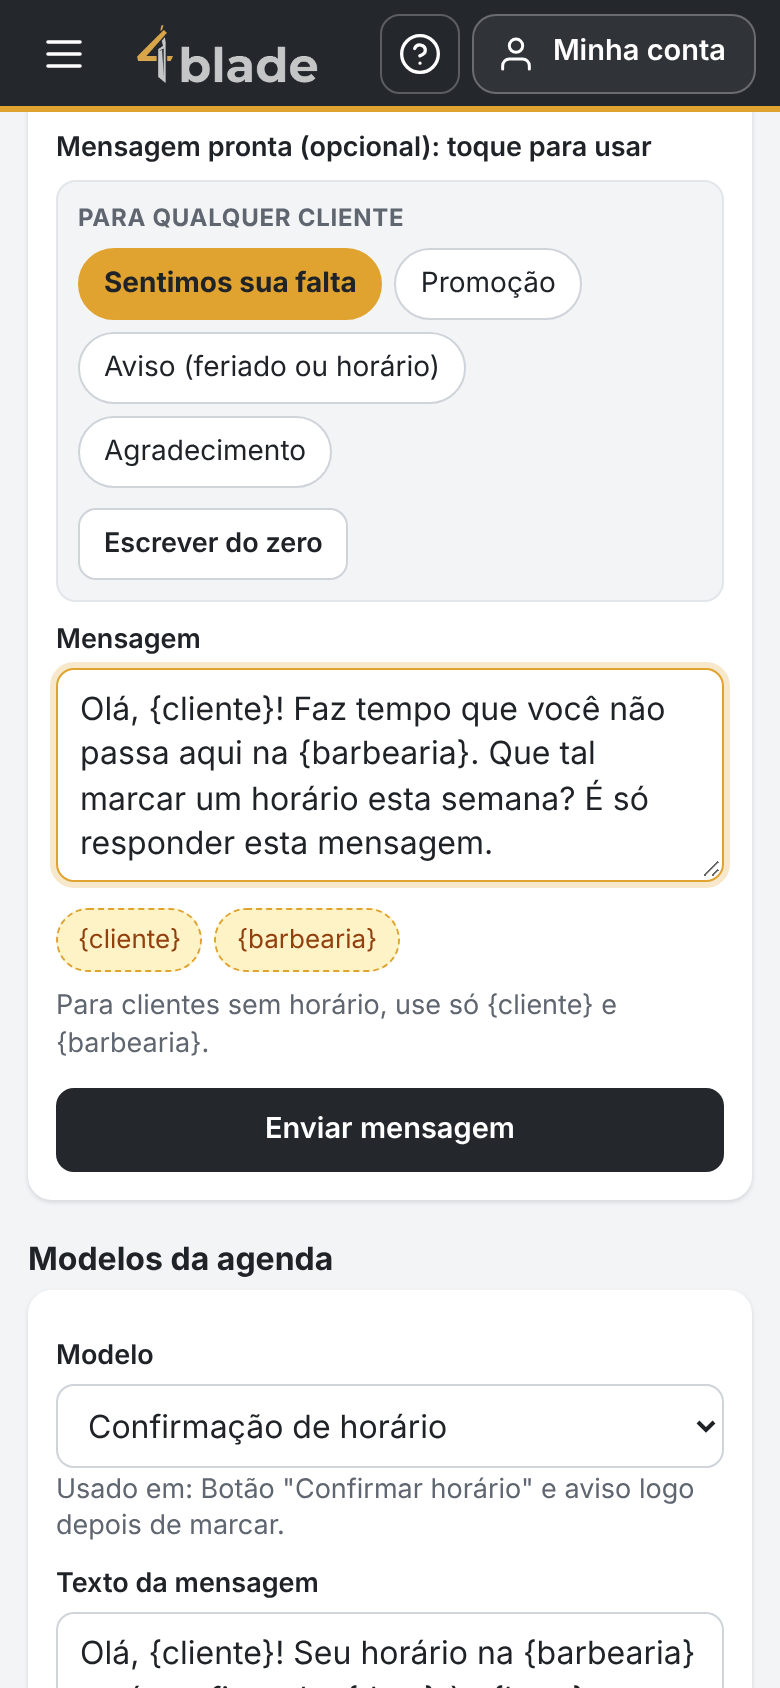 4blade
Minha conta
Mensagem pronta (opcional): toque para usar
PARA QUALQUER CLIENTE
Sentimos sua falta
Promoção
Aviso (feriado ou horário)
Agradecimento
Escrever do zero
Mensagem
Olá, {cliente}! Faz tempo que você não
passa aqui na {barbearia}. Que tal
marcar um horário esta semana? É só
responder esta mensagem.
{cliente}
{barbearia}
Para clientes sem horário, use só {cliente} e
{barbearia}.
Enviar mensagem
Modelos da agenda
Modelo
Confirmação de horário
Usado em: Botão "Confirmar horário" e aviso logo
depois de marcar.
Texto da mensagem
Olá, {cliente}! Seu horário na {barbearia}